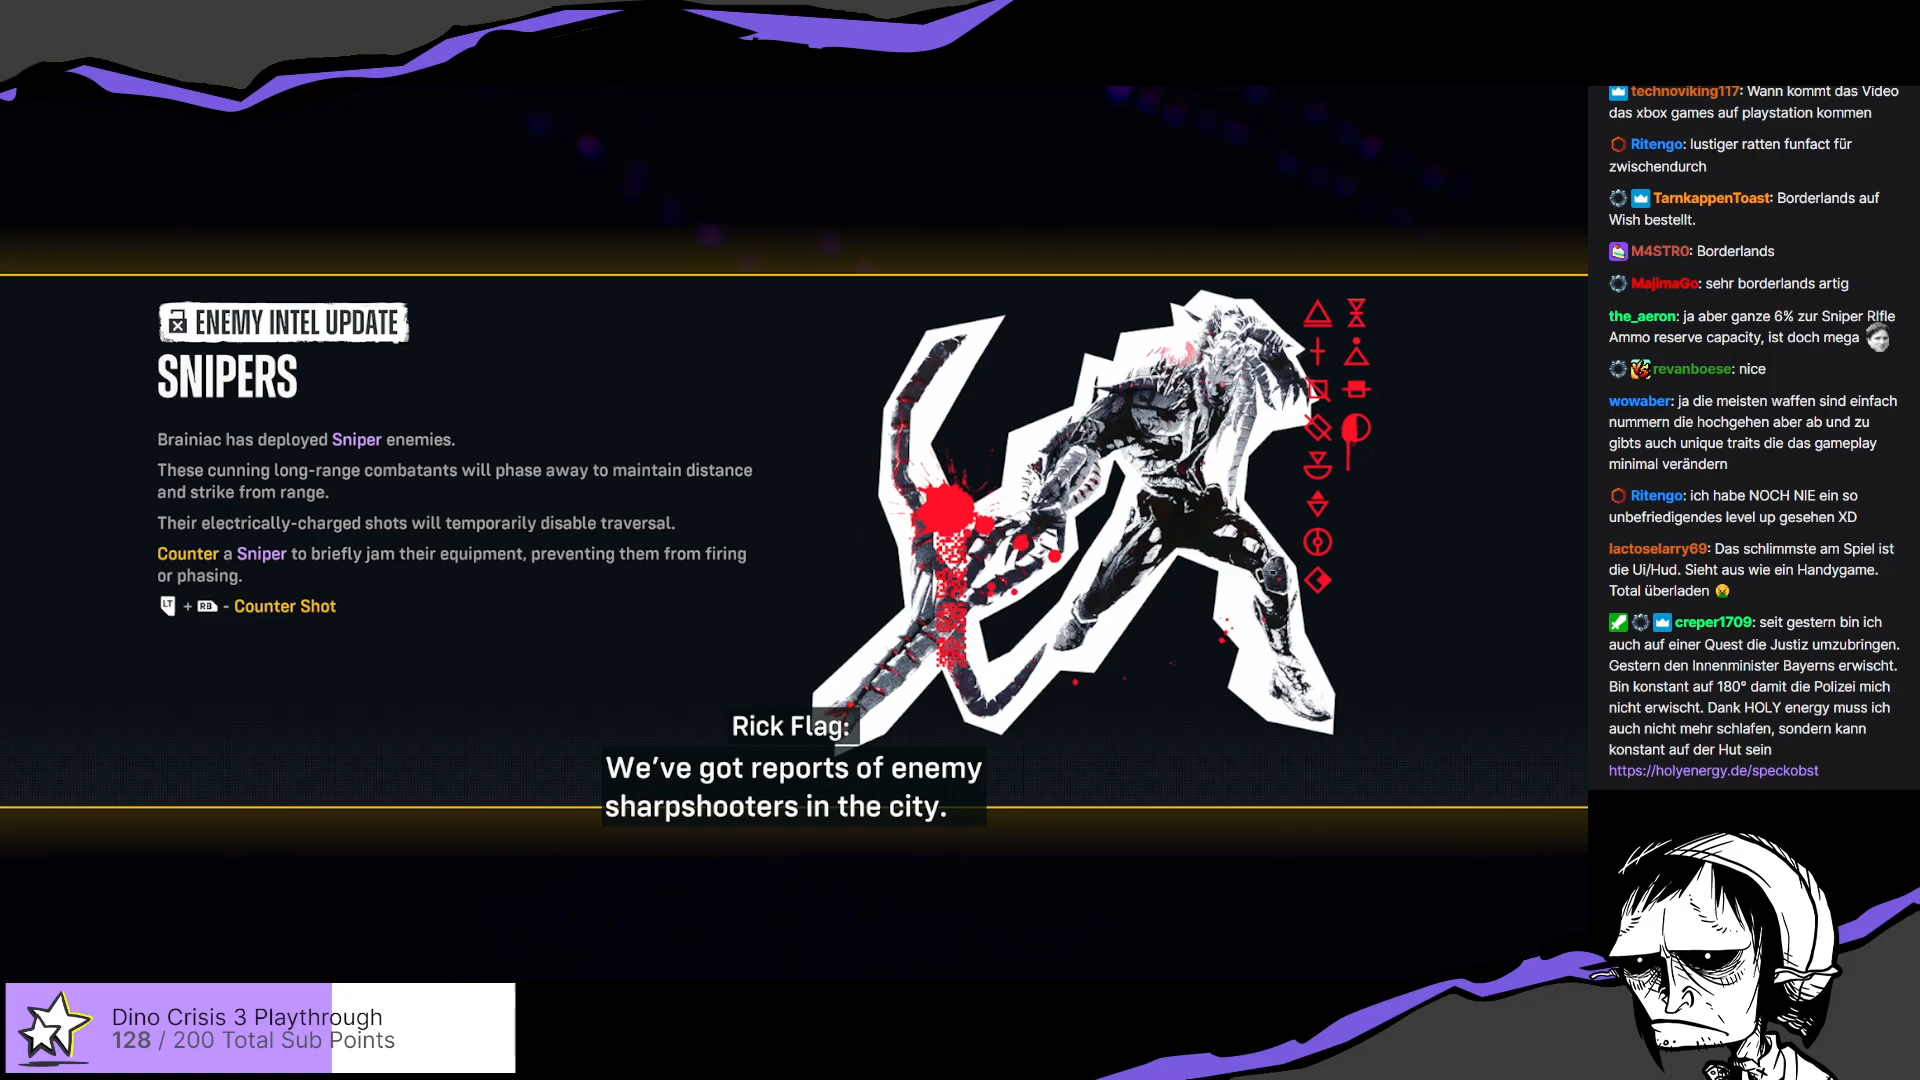 ENEMY INTEL UPDATE
SNIPERS
Brainiac has deployed Sniper enemies.
These cunning long-range combatants will phase away to maintain distance
and strike from range.
Their electrically-charged shots will temporarily disable traversal.
Counter a Sniper to briefly jam their equipment, preventing them from firing
or phasing.
LT + RB - Counter Shot
Rick Flag:
We've got reports of enemy
sharpshooters in the city.
technoviking117: Wann kommt das Video
das xbox games auf playstation kommen
Ritengo: lustiger ratten funfact für
zwischendurch
TarnkappenToast: Borderlands auf
Wish bestellt.
M4STR0: Borderlands
MajimaGo: sehr borderlands artig
the_aeron: ja aber ganze 6% zur Sniper RIfle
Ammo reserve capacity, ist doch mega
revanboese: nice
wowaber: ja die meisten waffen sind einfach
nummern die hochgehen aber ab und zu
gibts auch unique traits die das gameplay
minimal verändern
Ritengo: ich habe NOCH NIE ein so
unbefriedigendes level up gesehen XD
lactoselarry69: Das schlimmste am Spiel ist
die Ui/Hud. Sieht aus wie ein Handygame.
Total überladen
creper1709: seit gestern bin ich
auch auf einer Quest die Justiz umzubringen.
Gestern den Innenminister Bayerns erwischt.
Bin konstant auf 180° damit die Polizei mich
nicht erwischt. Dank HOLY energy muss ich
auch nicht mehr schlafen, sondern kann
konstant auf der Hut sein
https://holyenergy.de/speckobst
Dino Crisis 3 Playthrough
128 / 200 Total Sub Points